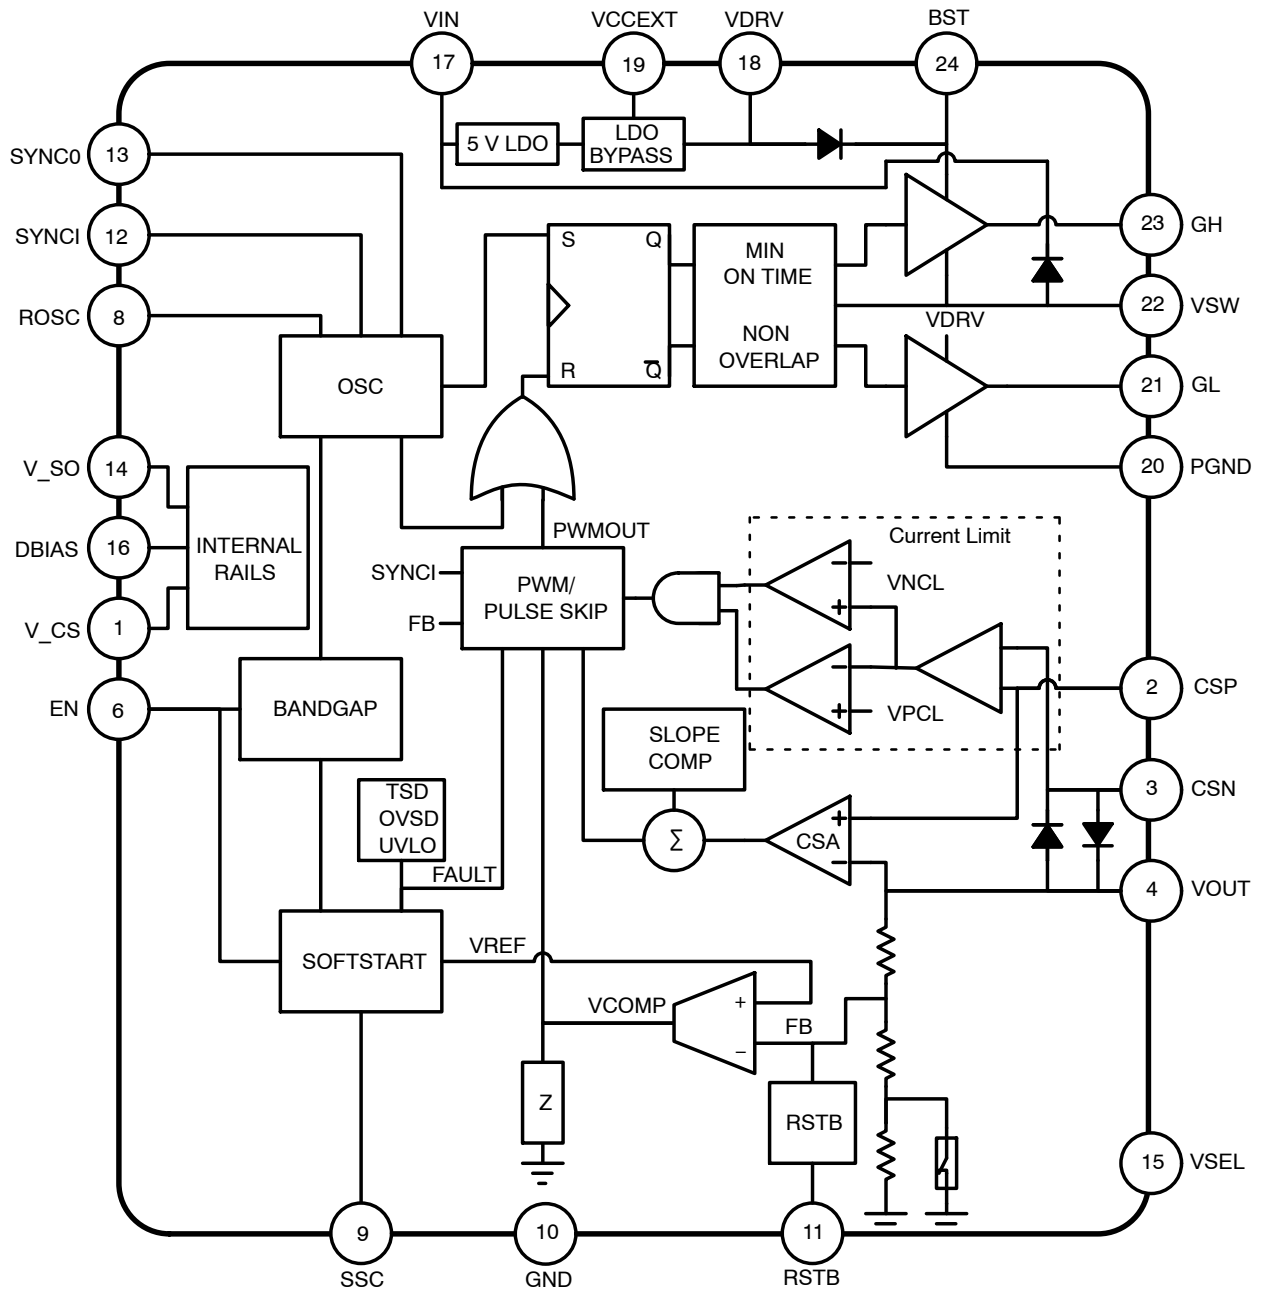 VIN
VCCEXT
VDRV
BST
17
19
18
24
SYNC0
13
5 V LDO
LDO
BYPASS
SYNCI
12
S
Q
MIN
ON TIME
23
GH
ROSC
8
22
VSW
VDRV
NON
OVERLAP
OSC
R
Q̅
21
GL
V_SO
14
20
PGND
DBIAS
16
INTERNAL
RAILS
PWMOUT
Current Limit
SYNCI
PWM/
PULSE SKIP
− VNCL
+
FB
V_CS
1
−
+ VPCL
2
CSP
EN
6
BANDGAP
SLOPE
COMP
TSD
OVSD
UVLO
3
CSN
Σ
+
CSA
−
FAULT
4
VOUT
SOFTSTART
VREF
VCOMP
+
−
FB
Z
RSTB
15
VSEL
9
10
11
SSC
GND
RSTB